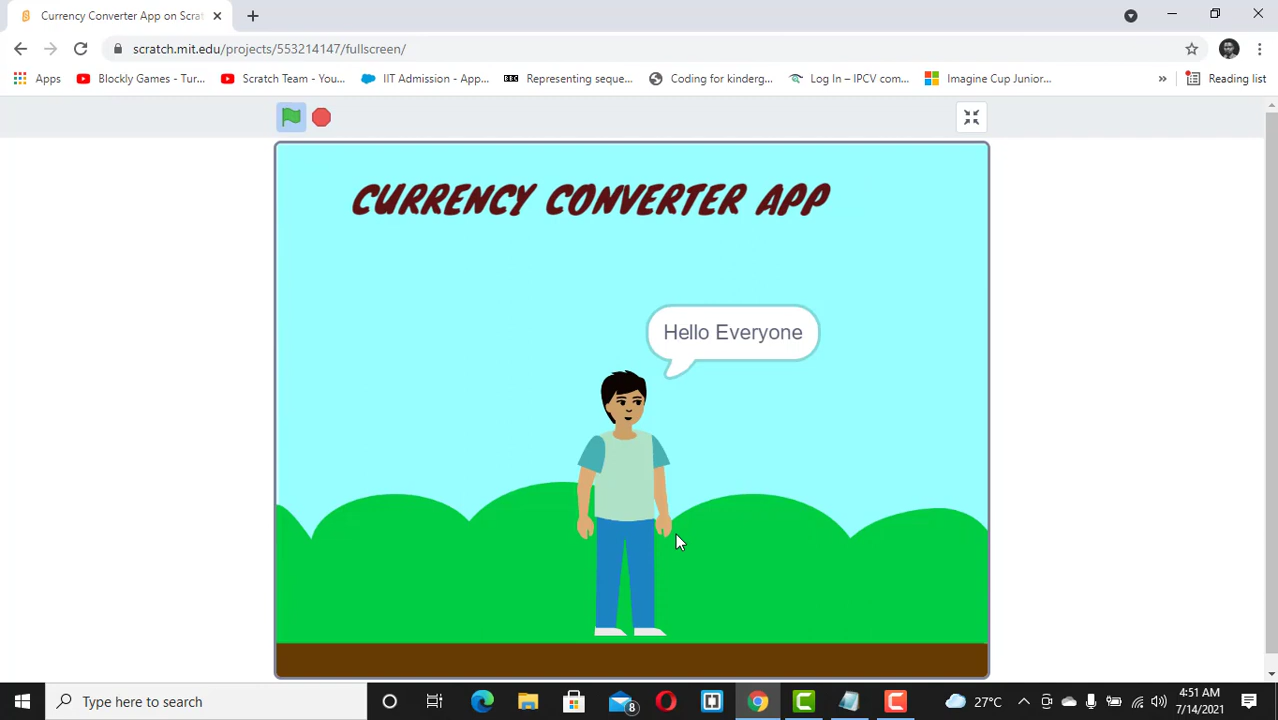 Currency Converter App on Scrat
scratch.mit.edu/projects/553214147/fullscreen/
Apps
Blockly Games - Tur...
Scratch Team - You...
IIT Admission - App...
Representing seque...
Coding for kinderg...
Log In – IPCV com...
Imagine Cup Junior...
»
Reading list
CURRENCY CONVERTER APP
Hello Everyone
Type here to search
8
27°C
4:51 AM
7/14/2021